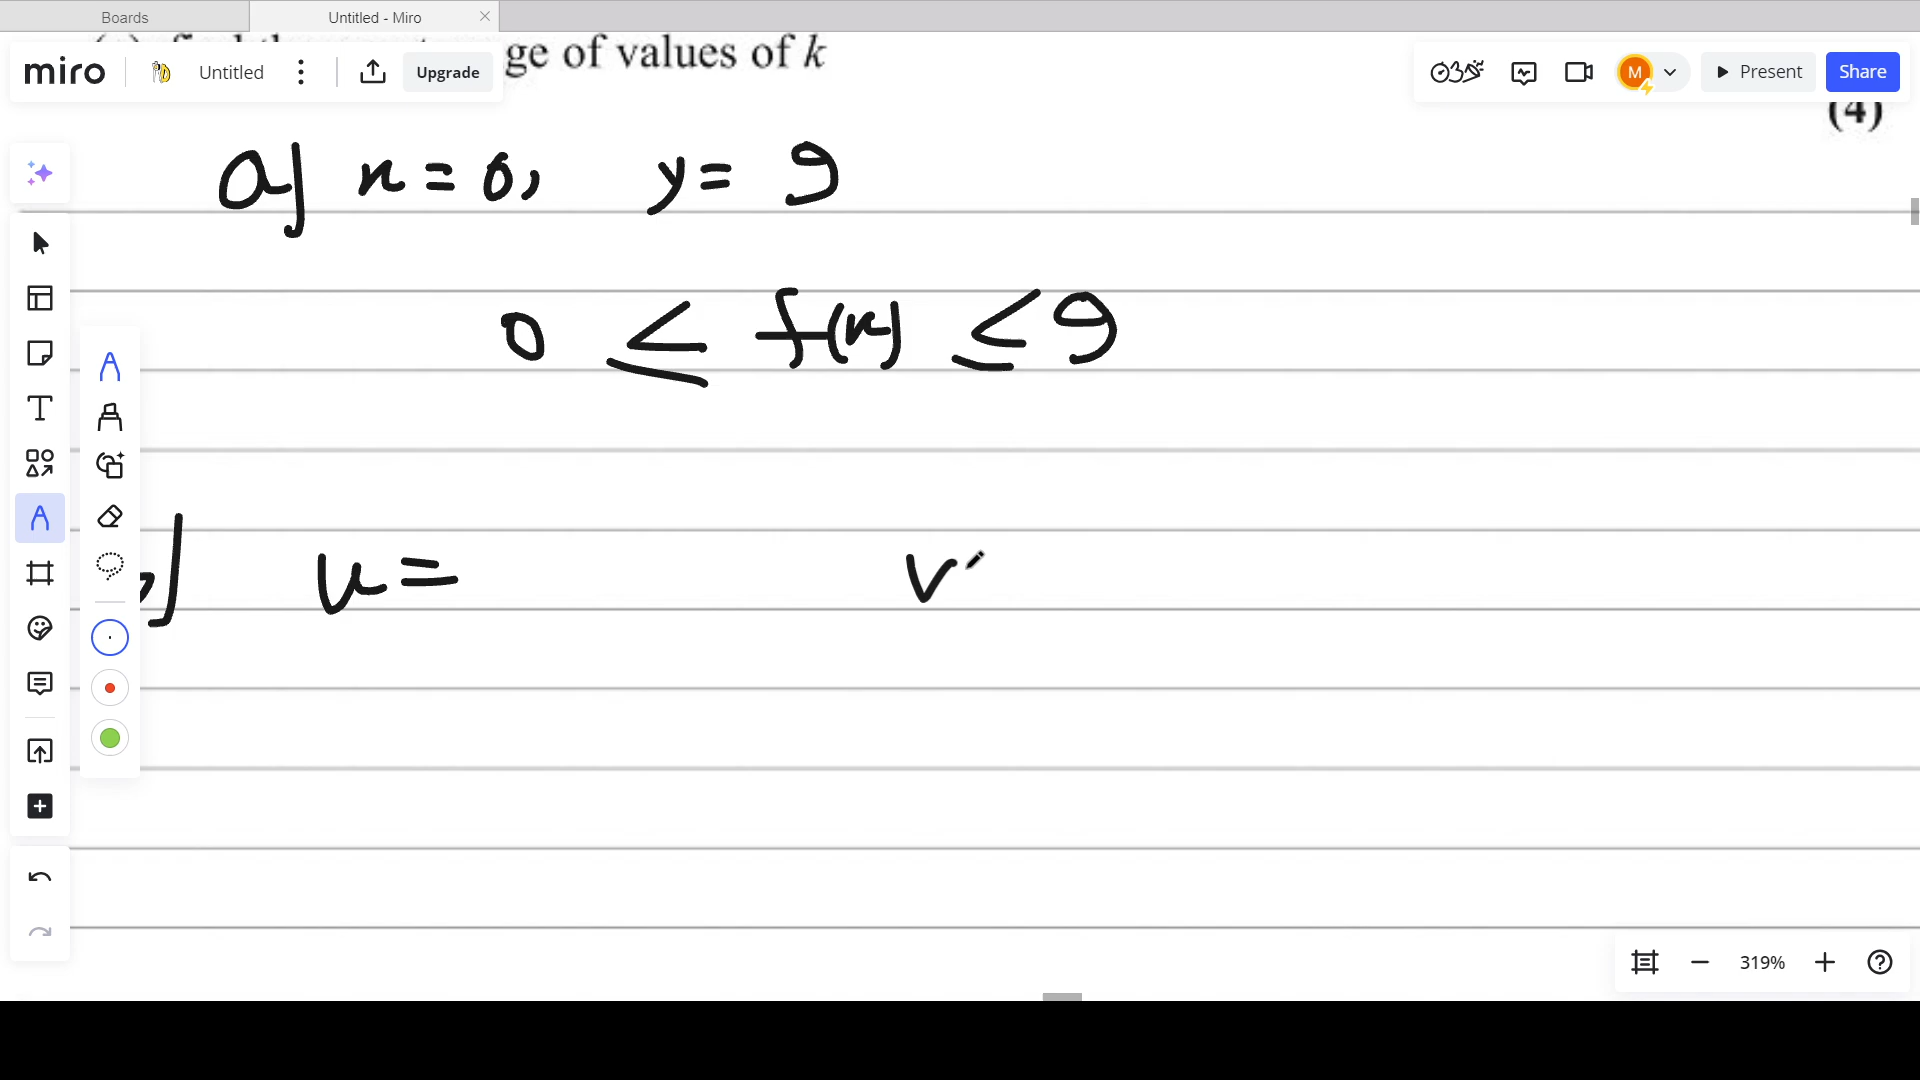 Boards
Untitled - Miro
ge of values of k
miro
Untitled
Upgrade
M
Present
Share
(4)
a] x = 0, y = 9
0 ≤ f(x) ≤ 9
] u =
v
319%